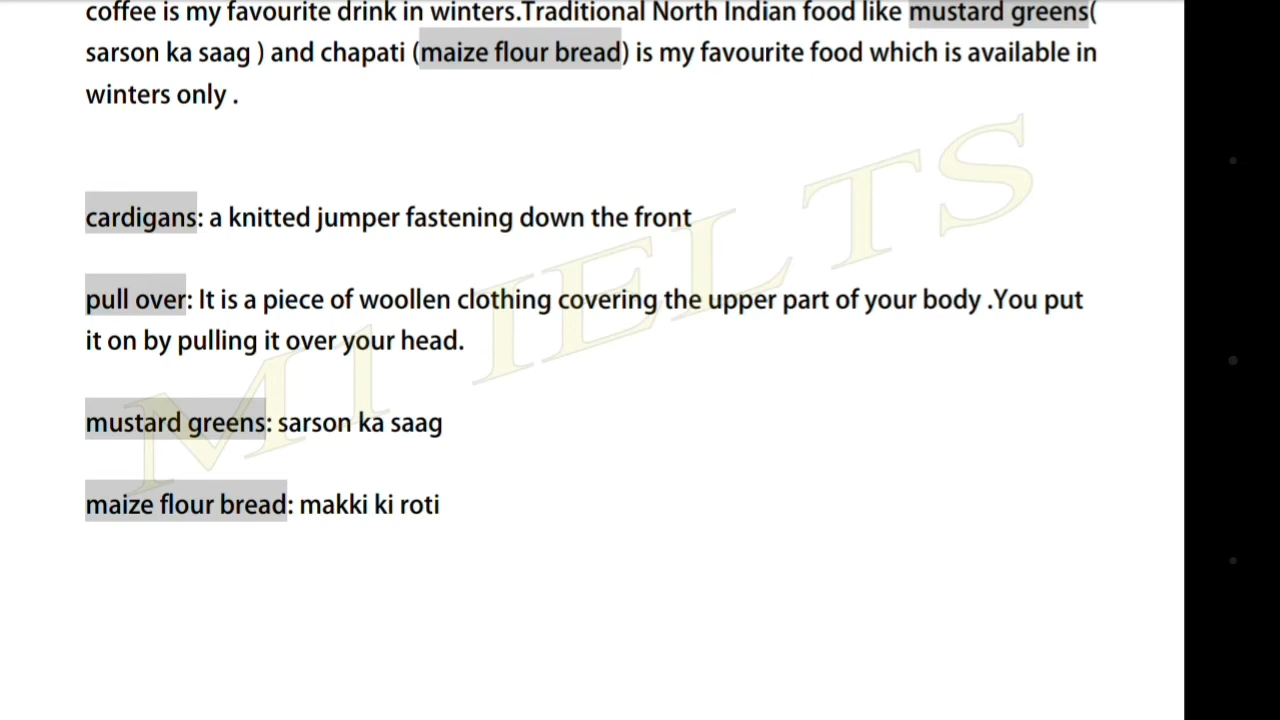 coffee is my favourite drink in winters.Traditional North Indian food like mustard greens(
sarson ka saag ) and chapati (maize flour bread) is my favourite food which is available in
winters only .
cardigans: a knitted jumper fastening down the front
pull over: It is a piece of woollen clothing covering the upper part of your body .You put
it on by pulling it over your head.
mustard greens: sarson ka saag
maize flour bread: makki ki roti
M1 IELTS